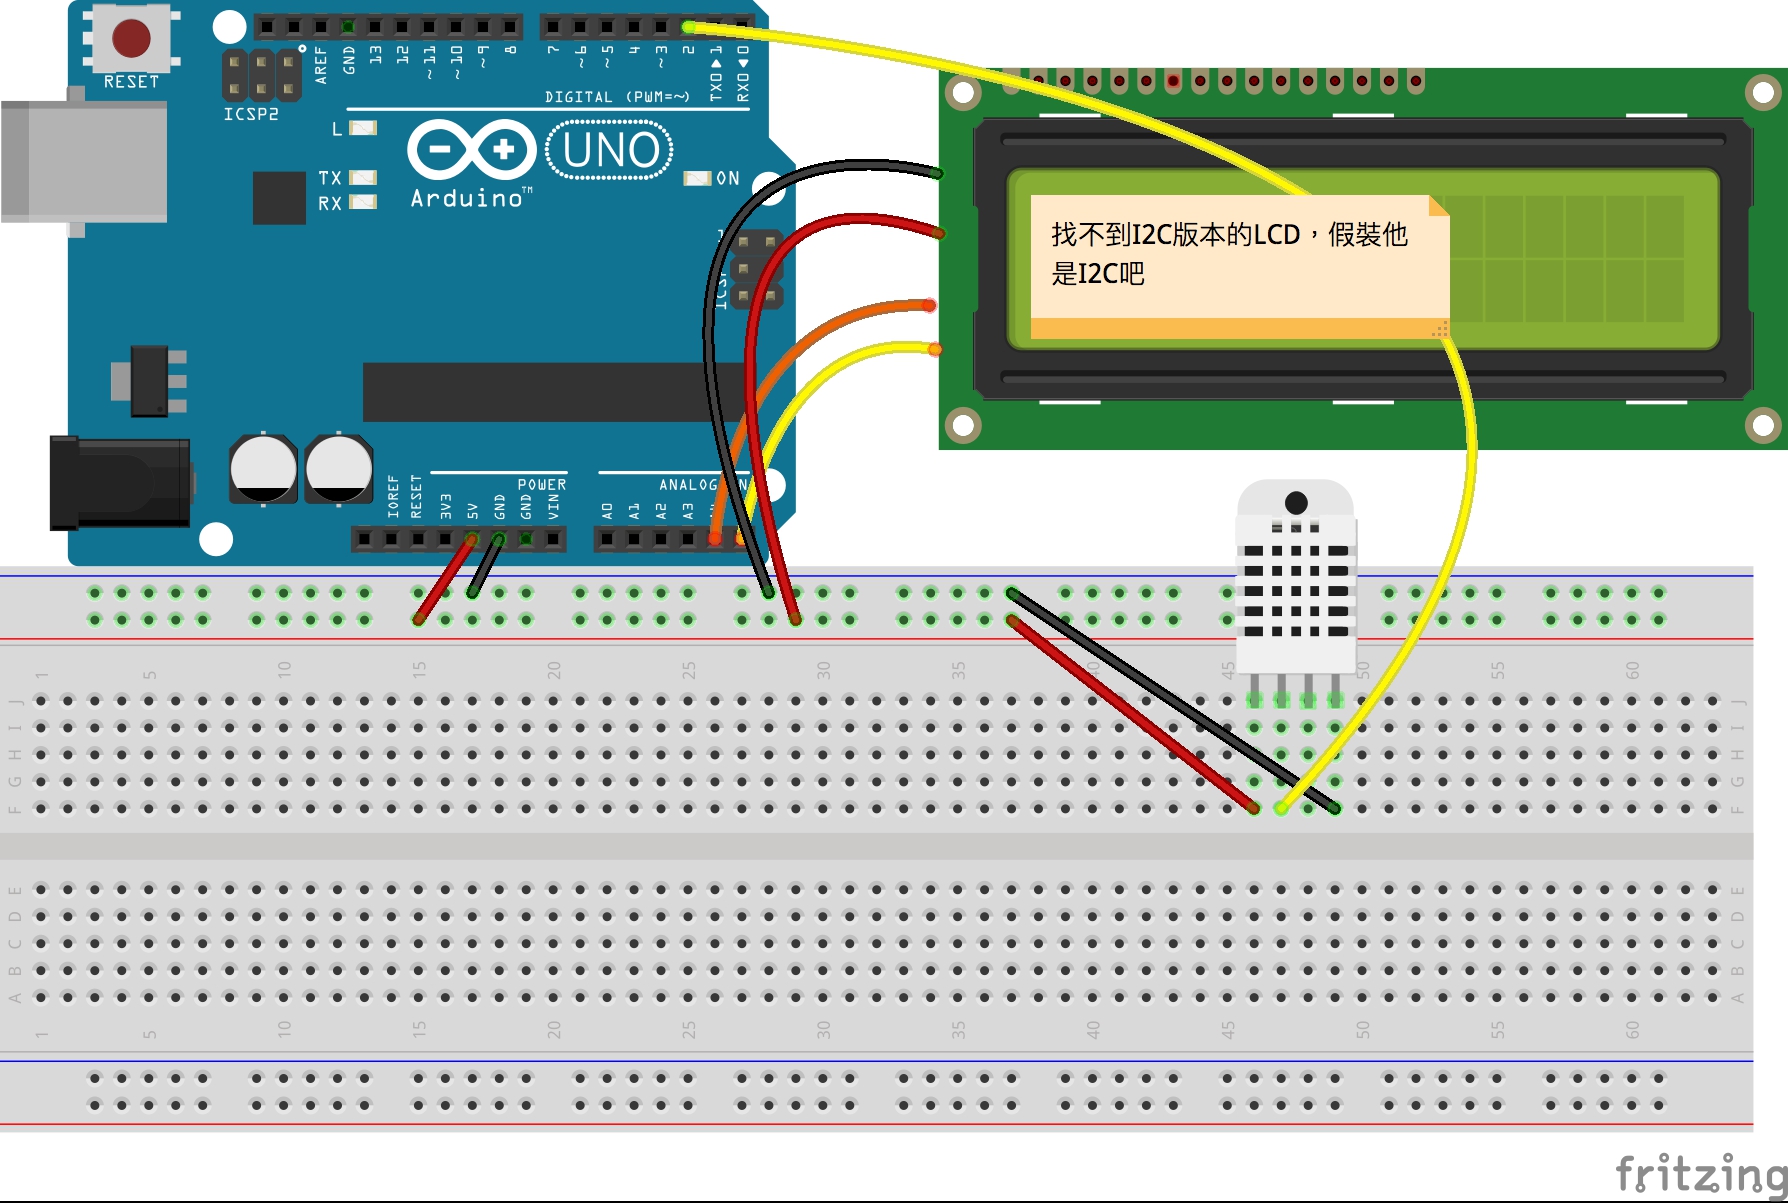 RESET
ICSP2
AREF
GND
13
12
~11
~10
~9
8
7
~6
~5
4
~3
2
TX0▶1
RX0◀0
DIGITAL (PWM=~)
L
TX
RX
UNO
Arduino™
ON
找不到I2C版本的LCD，假裝他
是I2C吧
POWER
ANALOG IN
IOREF
RESET
3V3
5V
GND
GND
VIN
A0
A1
A2
A3
1 5 10 15 20 25 30 35 40 45 50 55 60
J J
I I
H H
G G
F F
E E
D D
C C
B B
A A
1 5 10 15 20 25 30 35 40 45 50 55 60
fritzing